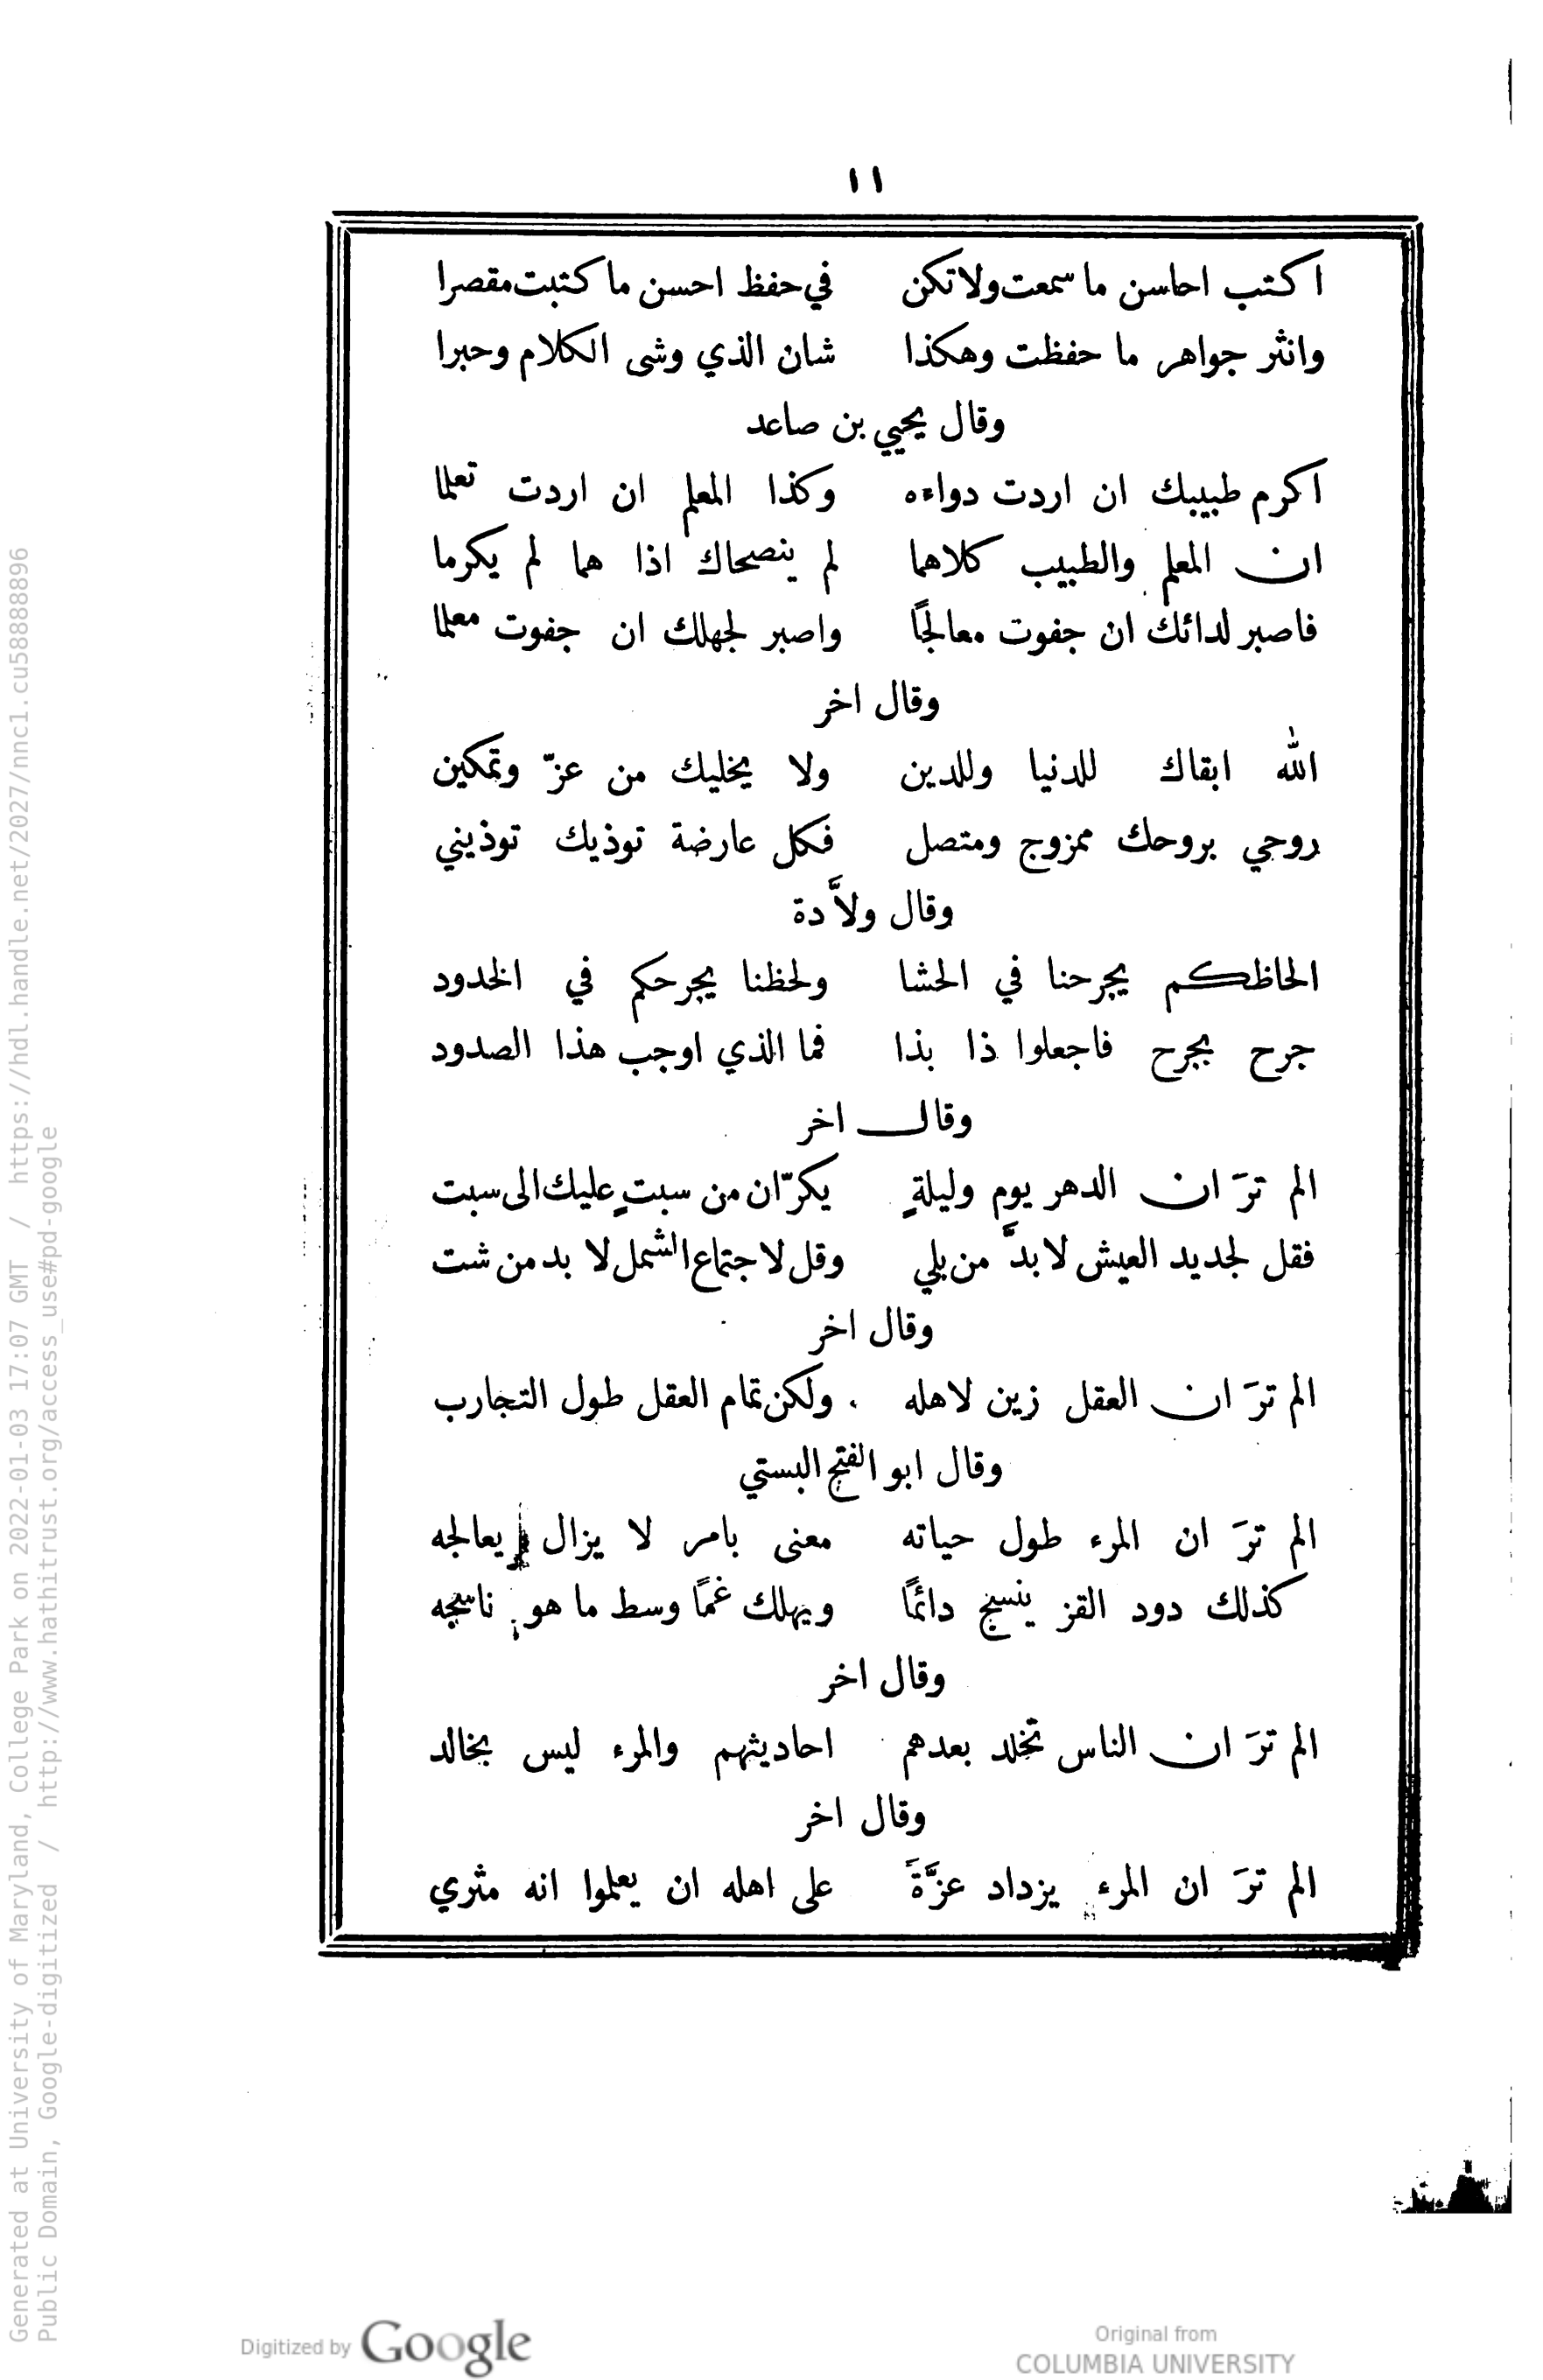 ١١
اكتب احاسن ما سمعت ولا تكن في حفظ احسن ما كتبت مقصرا
وانثر جواهر ما حفظت وهكذا شان الذي وشى الكلام وحبرا
وقال يحيي بن صاعد
اكرم طبيبك ان اردت دواءه وكذا المعلم ان اردت تعلما
ان المعلم والطبيب كلاهما لم ينصحاك اذا هما لم يكرما
فاصبر لدائك ان جفوت معالجًا واصبر لجهلك ان جفوت معلما
وقال اخر
الله ابقاك للدنيا وللدين ولا يخليك من عزّ وتمكين
روحي بروحك ممزوج ومتصل فكل عارضة توذيك توذيني
وقال ولاَّدة
الحاظكم يجرحنا في الحشا ولحظنا يجرحكم في الخدود
جرح بجرح فاجعلوا ذا بذا فما الذي اوجب هذا الصدود
وقال اخر
الم ترَ ان الدهر يوم وليلةٍ يكرّان من سبتٍ عليك الى سبت
فقل لجديد العيش لا بدَّ من بلي وقل لاجتماع الشمل لا بد من شت
وقال اخر
الم ترَ ان العقل زين لاهله . ولكن تمام العقل طول التجارب
وقال ابو الفتح البستي
الم ترَ ان المرء طول حياته معنى بامر لا يزال يعالجه
كذلك دود القز ينسج دائمًا ويهلك غمًا وسط ما هو ناسجه
وقال اخر
الم ترَ ان الناس تخلد بعدهم احاديثهم والمرء ليس بخالد
وقال اخر
الم ترَ ان المرء يزداد عزَّةً على اهله ان يعلموا انه مثري
Generated at University of Maryland, College Park on 2022-01-03 17:07 GMT / https://hdl.handle.net/2027/nnc1.cu58888896
Public Domain, Google-digitized / http://www.hathitrust.org/access_use#pd-google
Digitized by Google
Original from
COLUMBIA UNIVERSITY